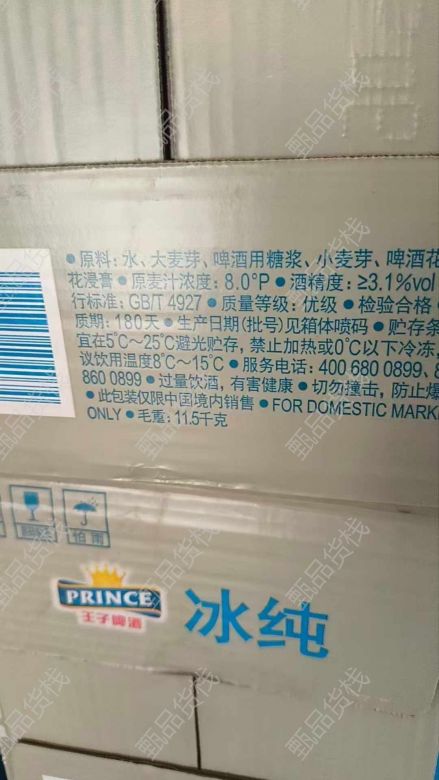 • 原料: 水、大麦芽、啤酒用糖浆、小麦芽、啤酒花
花浸膏 • 原麦汁浓度: 8.0°P • 酒精度: ≥3.1%vol
行标准: GB/T 4927 • 质量等级: 优级 • 检验合格
质期: 180天 • 生产日期(批号)见箱体喷码 • 贮存条
宜在5°C~25°C避光贮存, 禁止加热或0°C以下冷冻
议饮用温度8°C~15°C • 服务电话: 400 680 0899、
860 0899 • 过量饮酒, 有害健康 • 切勿撞击, 防止爆
• 此包装仅限中国境内销售 • FOR DOMESTIC MARK
ONLY • 毛重: 11.5千克
怕雨
PRINCE
王子啤酒
冰纯
甄品货栈